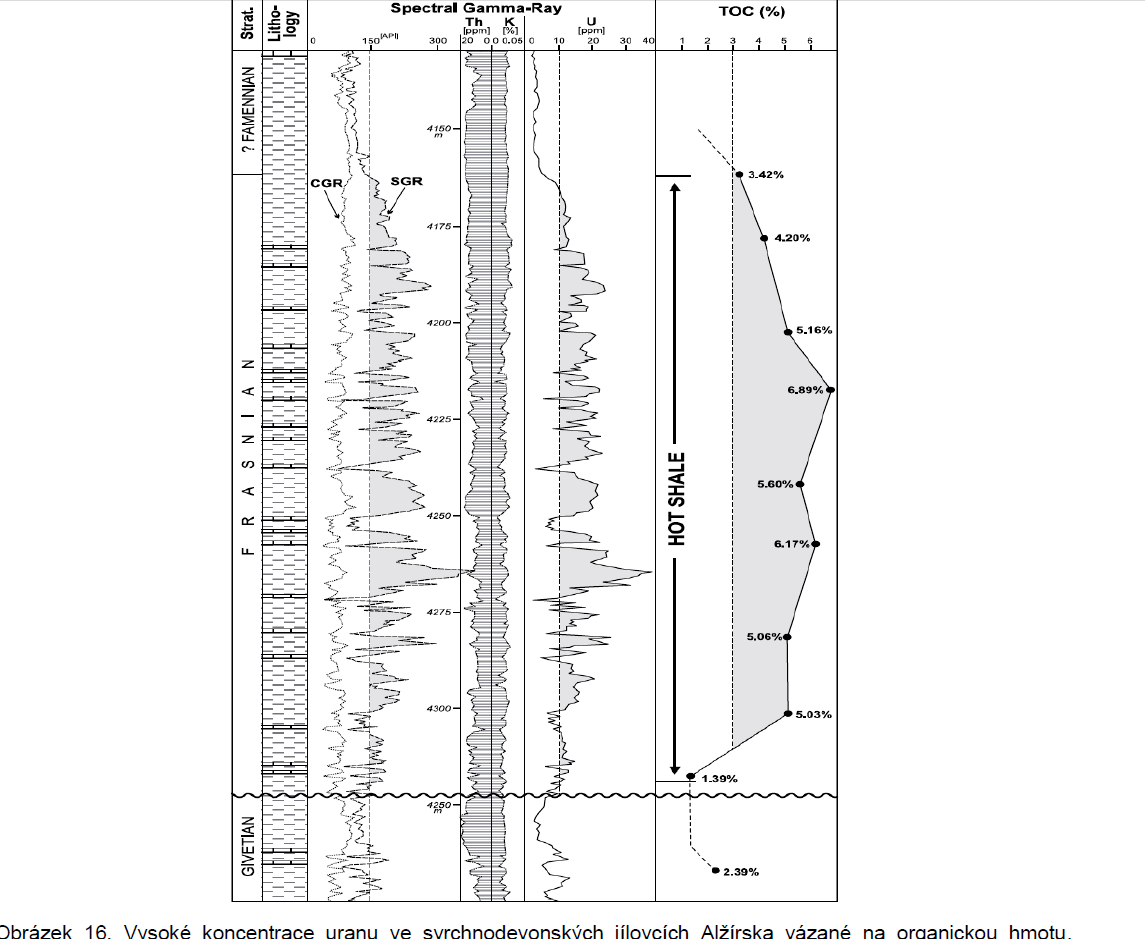 Spectral Gamma-Ray
TOC (%)
Strat.
Litho-
logy
Th
K
U
[ppm]
[%]
[ppm]
0
150
[API]
300
20
0
0
0.05
0
10
20
30
40
1
2
3
4
5
6
? FAMENNIAN
4150
m
3.42%
CGR
SGR
4175
4.20%
4200
5.16%
FRASNIAN
6.89%
4225
HOT SHALE
5.60%
4250
6.17%
4275
5.06%
4300
5.03%
1.39%
4250
m
GIVETIAN
2.39%
Obrázek 16. Vysoké koncentrace uranu ve svrchnodevonských jílovcích Alžírska vázané na organickou hmotu.